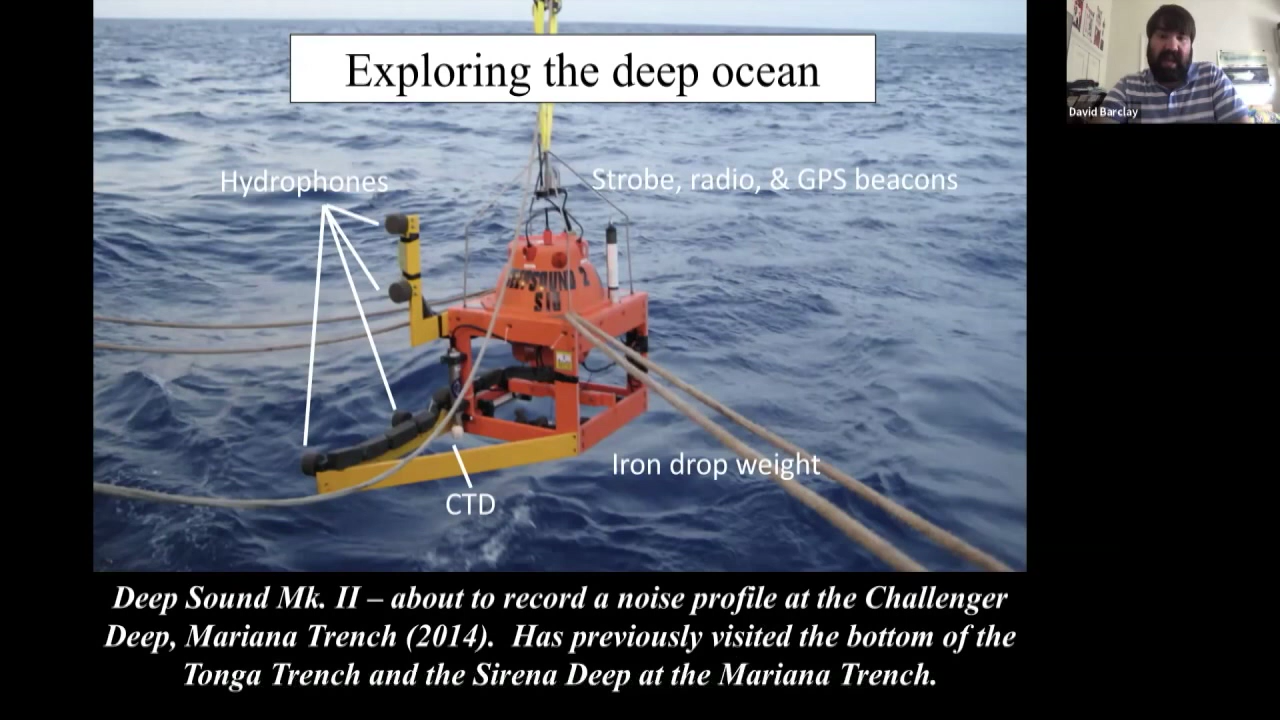 Exploring the deep ocean
David Barclay
Hydrophones
Strobe, radio, & GPS beacons
Iron drop weight
CTD
Deep Sound Mk. II – about to record a noise profile at the Challenger
Deep, Mariana Trench (2014). Has previously visited the bottom of the
Tonga Trench and the Sirena Deep at the Mariana Trench.